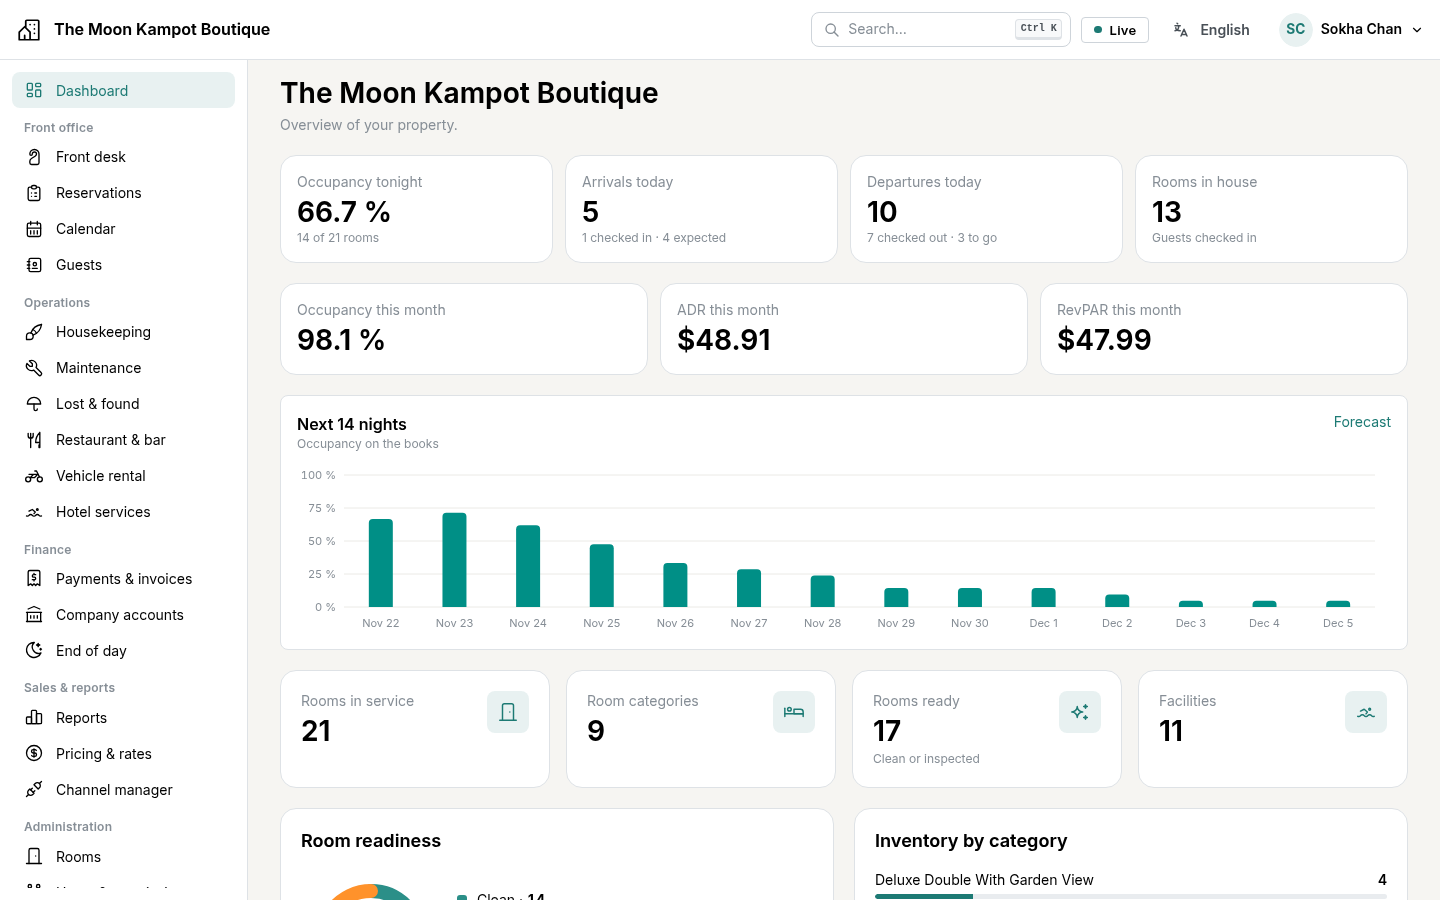 The Moon Kampot Boutique
Search...
Ctrl K
Live
English
SC
Sokha Chan
Dashboard
Front office
Front desk
Reservations
Calendar
Guests
Operations
Housekeeping
Maintenance
Lost & found
Restaurant & bar
Vehicle rental
Hotel services
Finance
Payments & invoices
Company accounts
End of day
Sales & reports
Reports
Pricing & rates
Channel manager
Administration
Rooms
The Moon Kampot Boutique
Overview of your property.
Occupancy tonight
66.7 %
14 of 21 rooms
Arrivals today
5
1 checked in · 4 expected
Departures today
10
7 checked out · 3 to go
Rooms in house
13
Guests checked in
Occupancy this month
98.1 %
ADR this month
$48.91
RevPAR this month
$47.99
Next 14 nights
Occupancy on the books
Forecast
100 %
75 %
50 %
25 %
0 %
Nov 22 Nov 23 Nov 24 Nov 25 Nov 26 Nov 27 Nov 28 Nov 29 Nov 30 Dec 1 Dec 2 Dec 3 Dec 4 Dec 5
Rooms in service
21
Room categories
9
Rooms ready
17
Clean or inspected
Facilities
11
Room readiness
Clean · 14
Inventory by category
Deluxe Double With Garden View 4